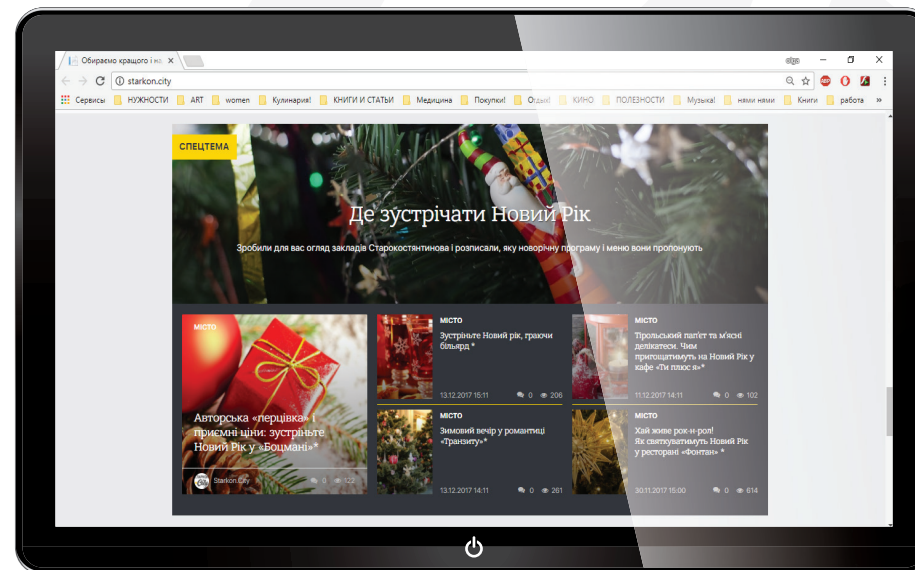 Обираємо кращого і на
olga
starkon.city
ABP
Сервисы НУЖНОСТИ ART women Кулинария! КНИГИ И СТАТЬИ Медицина Покупки! Отдых! КИНО ПОЛЕЗНОСТИ Музыка! нями нями Книги работа »
СПЕЦТЕМА
Де зустрічати Новий Рік
Зробили для вас огляд закладів Старокостянтинова і розписали, яку новорічну програму і меню вони пропонують
МІСТО
Авторська «перцівка» і
приємні ціни: зустріньте
Новий Рік у «Боцмані»*
Starkon.City 0 122
МІСТО
Зустріньте Новий рік, граючи
більярд *
13.12.2017 15:11 0 206
МІСТО
Тірольський пап'єт та м'ясні
делікатеси. Чим
пригощатимуть на Новий Рік у
кафе «Ти плюс я»*
11.12.2017 14:11 0 102
МІСТО
Зимовий вечір у романтиці
«Транзиту»*
13.12.2017 14:11 0 261
МІСТО
Хай живе рок-н-рол!
Як святкуватимуть Новий Рік
у ресторані «Фонтан» *
30.11.2017 15:00 0 614